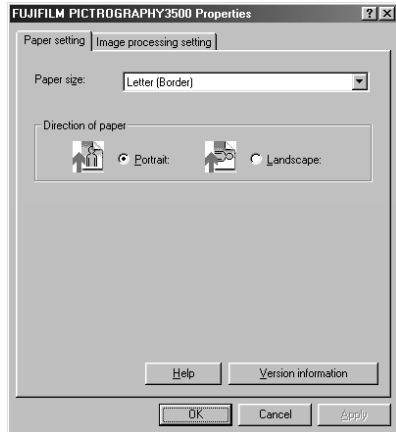 FUJIFILM PICTROGRAPHY3500 Properties ? X
Paper setting Image processing setting
Paper size: Letter (Border)
Direction of paper
Portrait: Landscape:
Help Version information
OK Cancel Apply